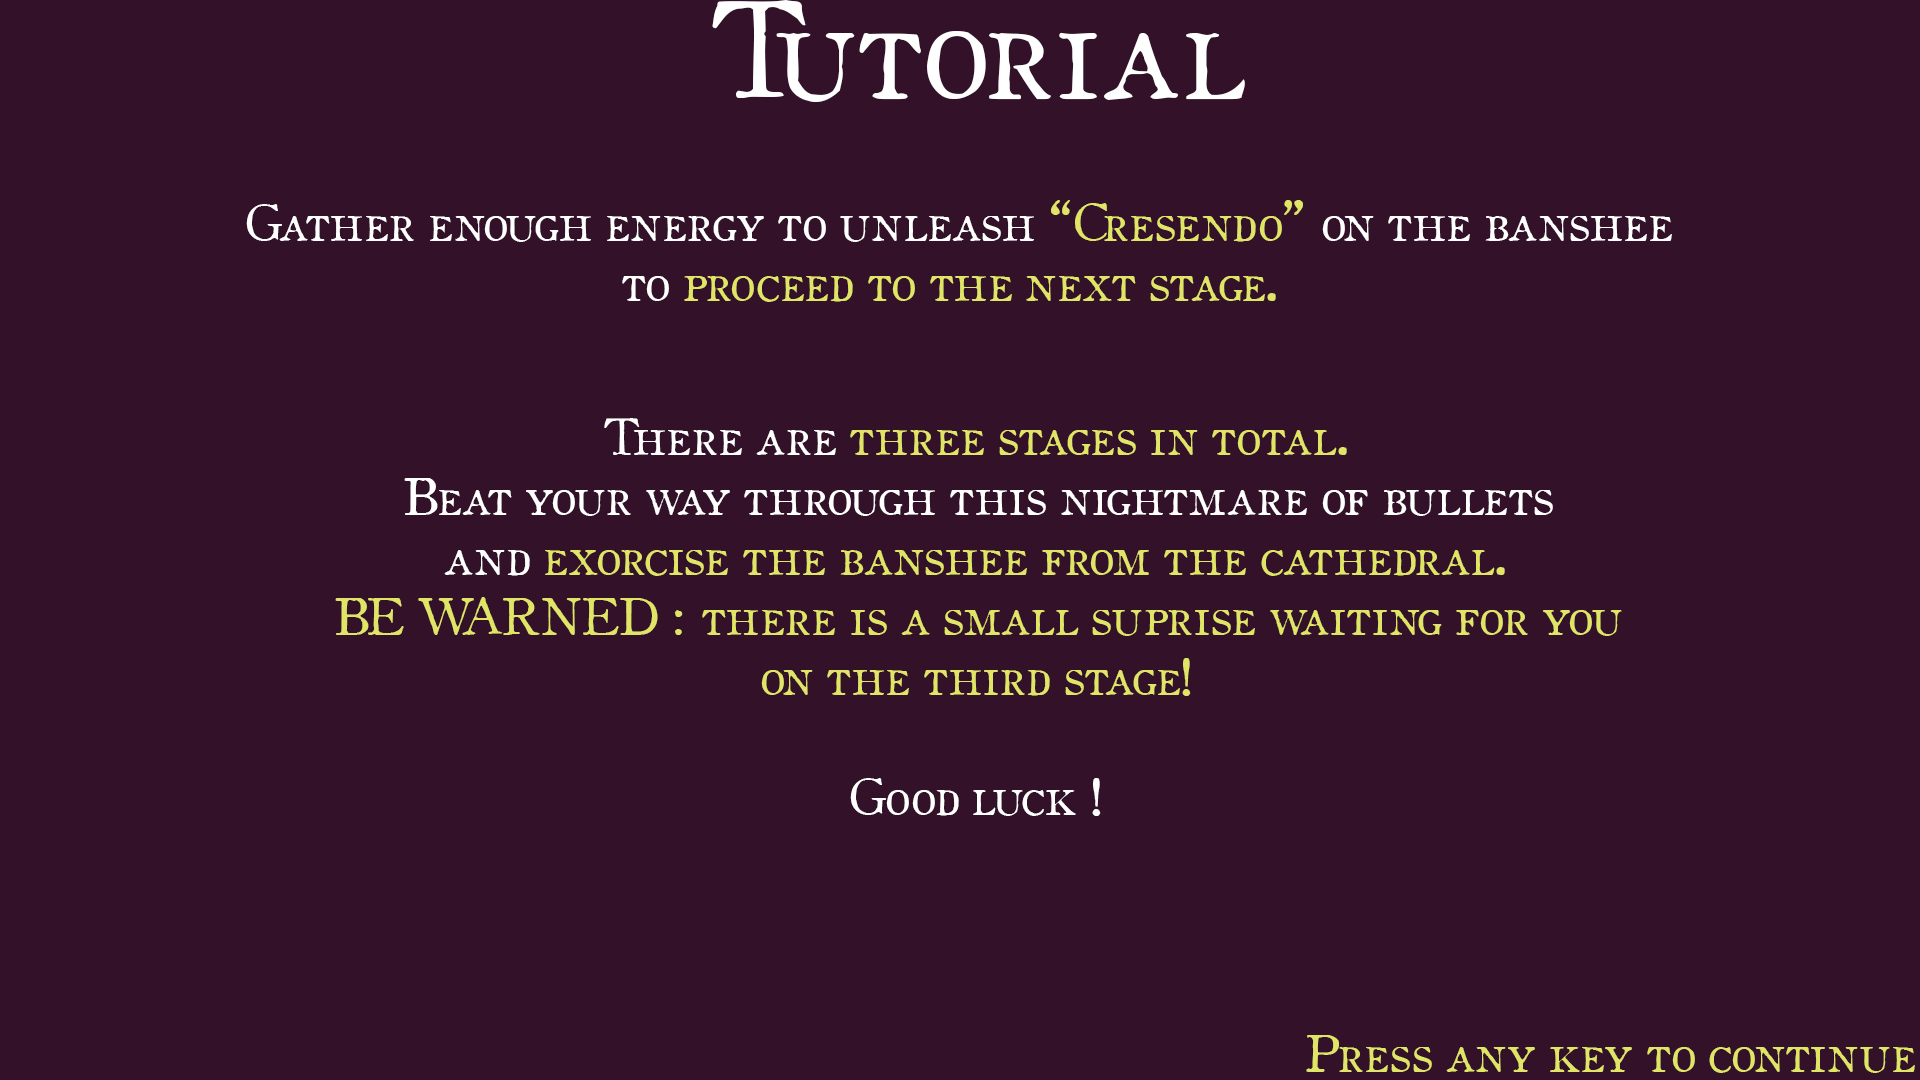 Tutorial
Gather enough energy to unleash “Cresendo” on the banshee
to proceed to the next stage.
There are three stages in total.
Beat your way through this nightmare of bullets
and exorcise the banshee from the cathedral.
BE WARNED : there is a small suprise waiting for you
on the third stage!
Good luck !
Press any key to continue